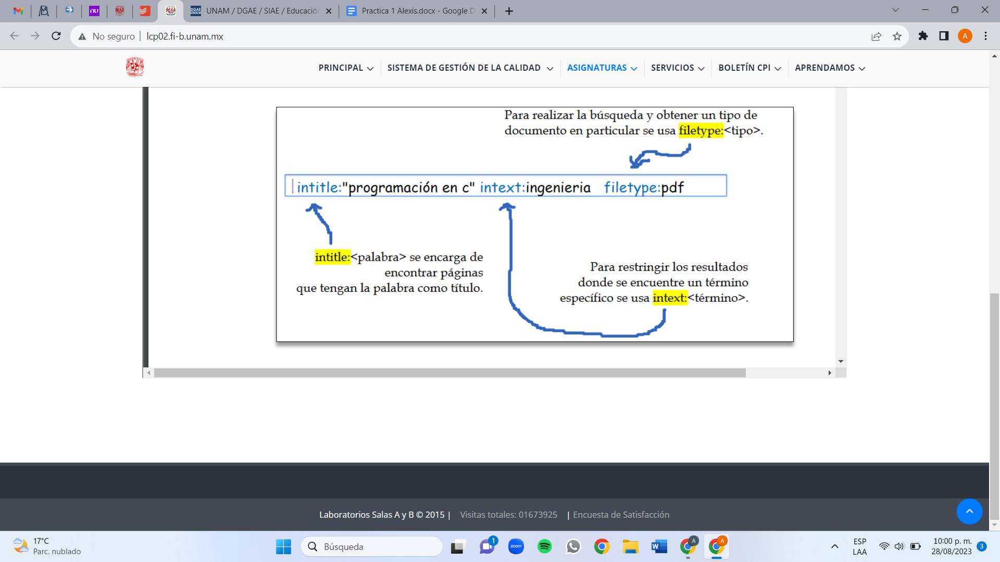 nu
UNAM / DGAE / SIAE / Educación
Practica 1 Alexis.docx - Google D
No seguro
lcp02.fi-b.unam.mx
A
PRINCIPAL
SISTEMA DE GESTIÓN DE LA CALIDAD
ASIGNATURAS
SERVICIOS
BOLETÍN CPI
APRENDAMOS
Para realizar la búsqueda y obtener un tipo de
documento en particular se usa filetype:<tipo>.
intitle:"programación en c" intext:ingenieria filetype:pdf
intitle:<palabra> se encarga de
encontrar páginas
que tengan la palabra como título.
Para restringir los resultados
donde se encuentre un término
específico se usa intext:<término>.
Laboratorios Salas A y B © 2015 |
Visitas totales: 01673925
| Encuesta de Satisfacción
17°C
Parc. nublado
Búsqueda
1
zoom
W
A
A
ESP
LAA
10:00 p. m.
28/08/2023
3